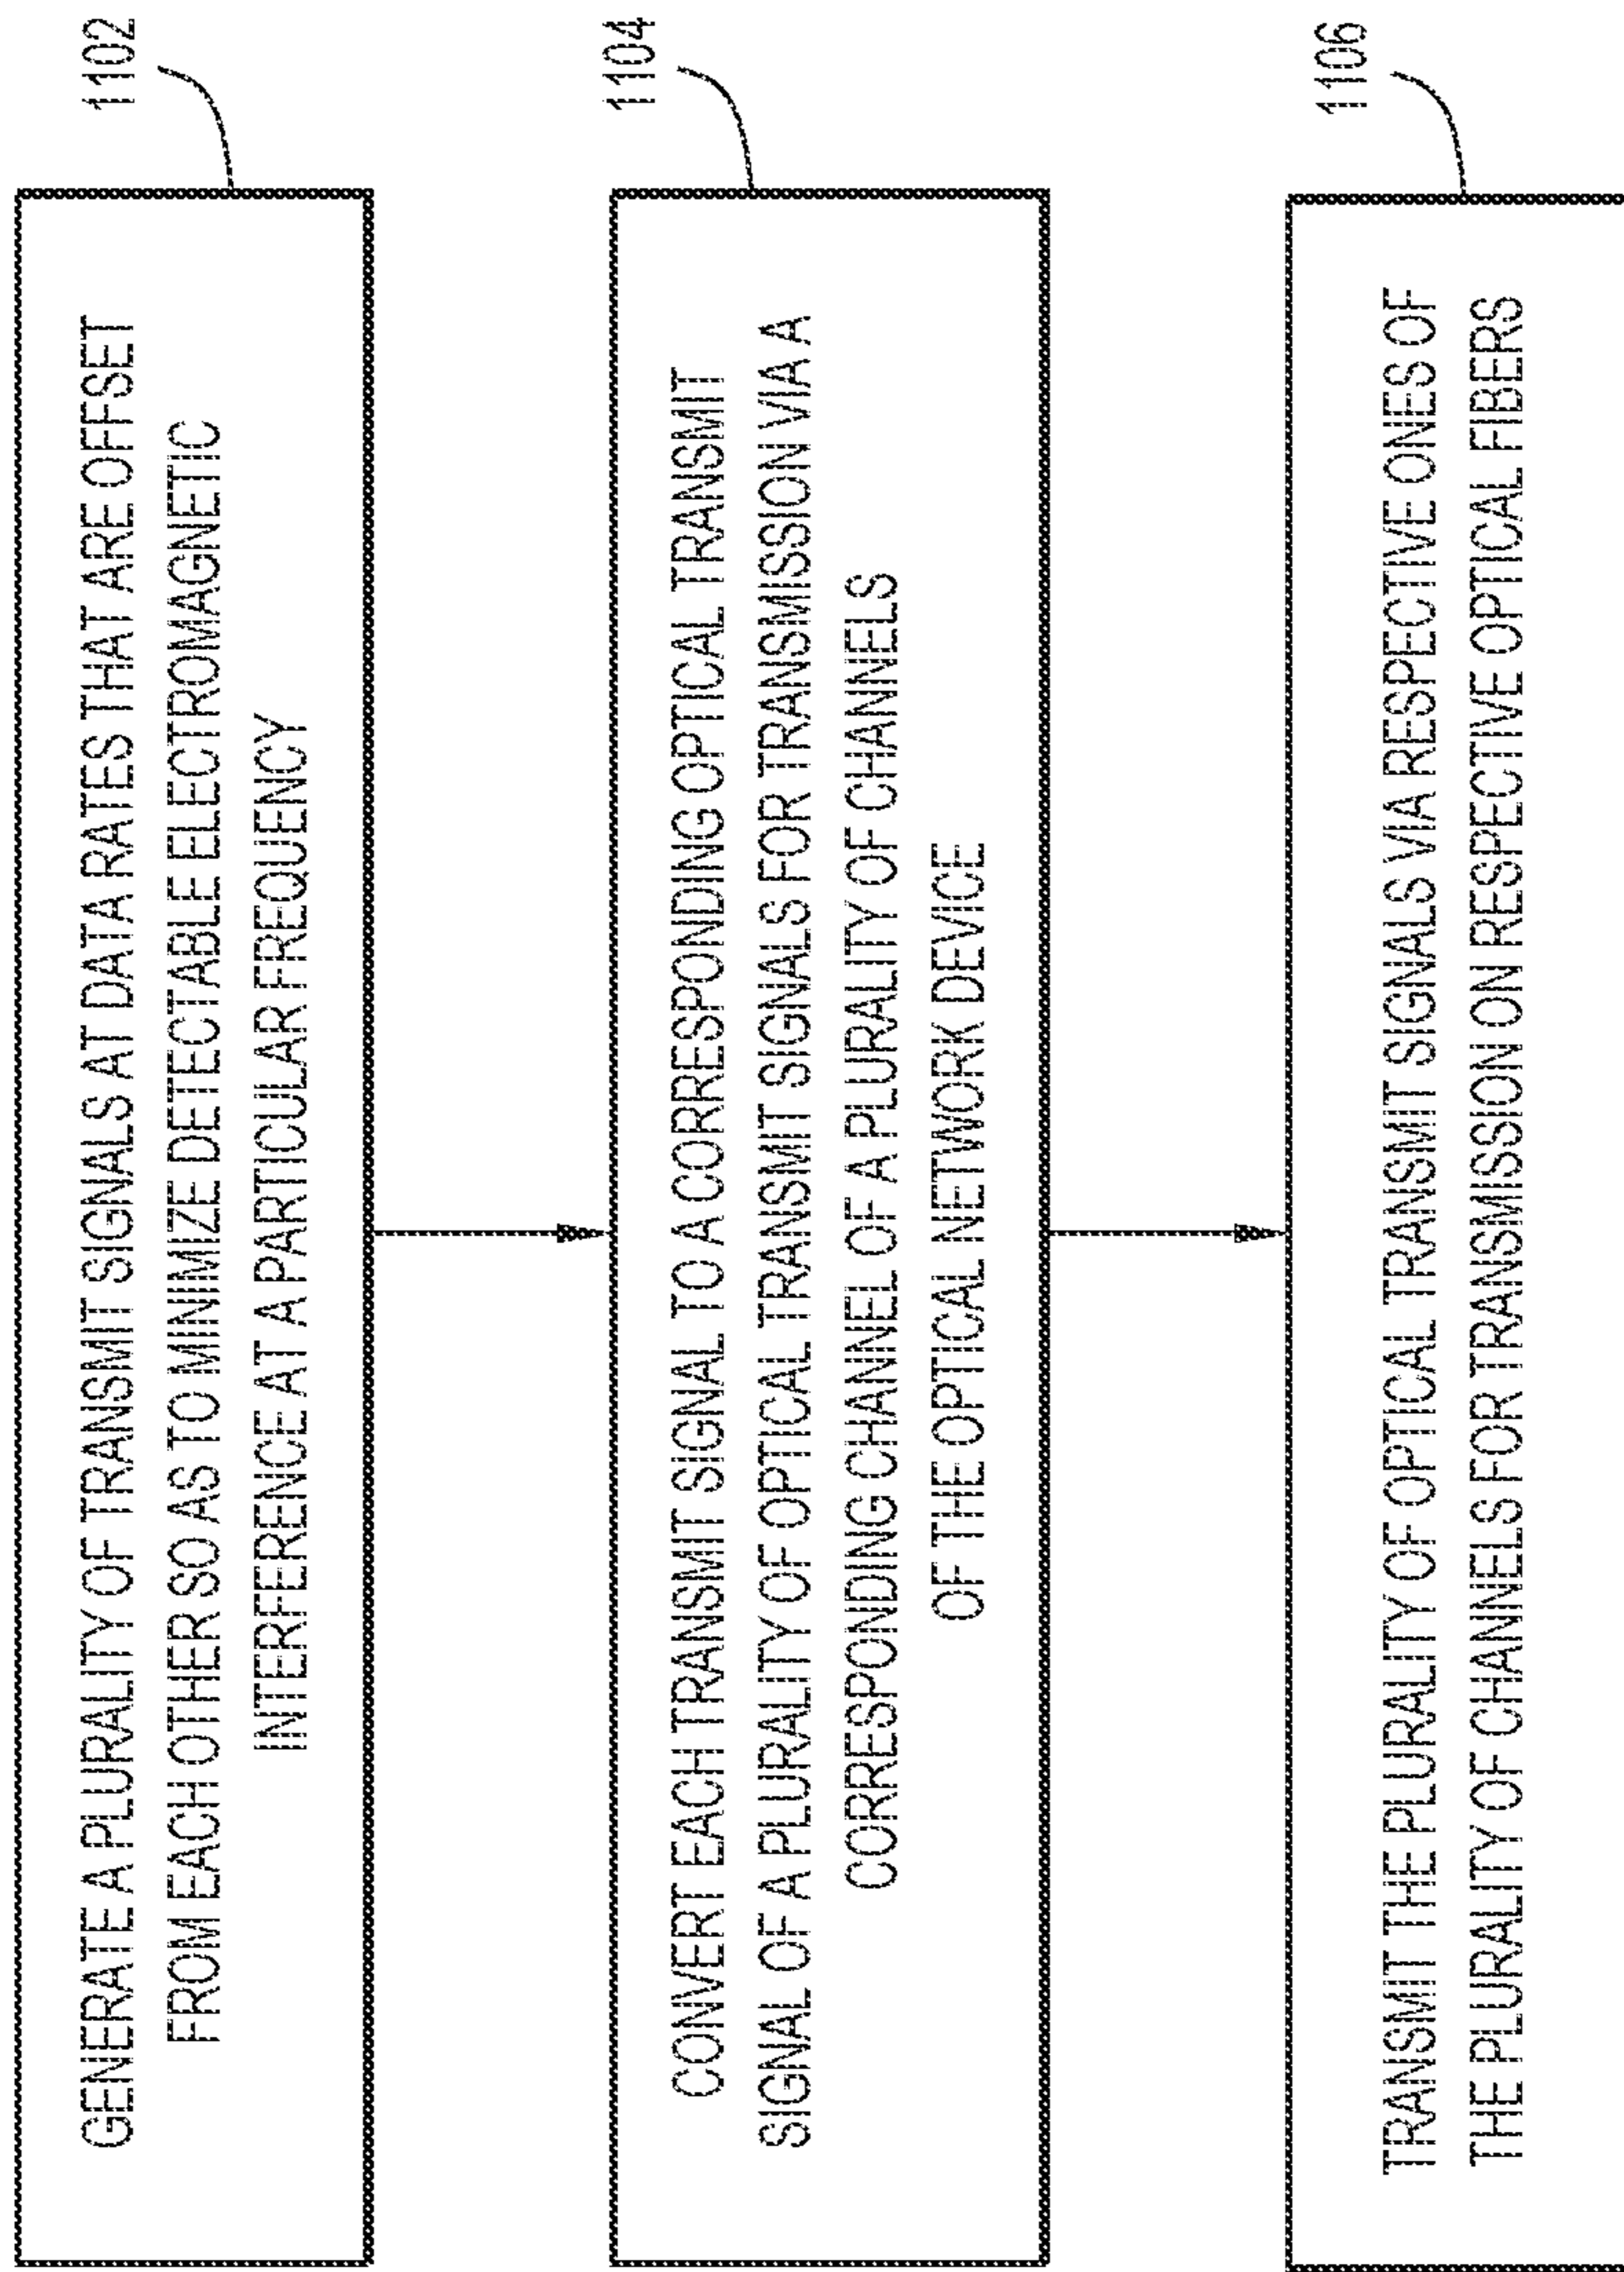 1102
GENERATE A PLURALITY OF TRANSMIT SIGNALS AT DATA RATES THAT ARE OFFSET
FROM EACH OTHER SO AS TO MINIMIZE DETECTABLE ELECTROMAGNETIC
INTERFERENCE AT A PARTICULAR FREQUENCY
1104
CONVERT EACH TRANSMIT SIGNAL TO A CORRESPONDING OPTICAL TRANSMIT
SIGNAL OF A PLURALITY OF OPTICAL TRANSMIT SIGNALS FOR TRANSMISSION VIA A
CORRESPONDING CHANNEL OF A PLURALITY OF CHANNELS
OF THE OPTICAL NETWORK DEVICE
1106
TRANSMIT THE PLURALITY OF OPTICAL TRANSMIT SIGNALS VIA RESPECTIVE ONES OF
THE PLURALITY OF CHANNELS FOR TRANSMISSION ON RESPECTIVE OPTICAL FIBERS